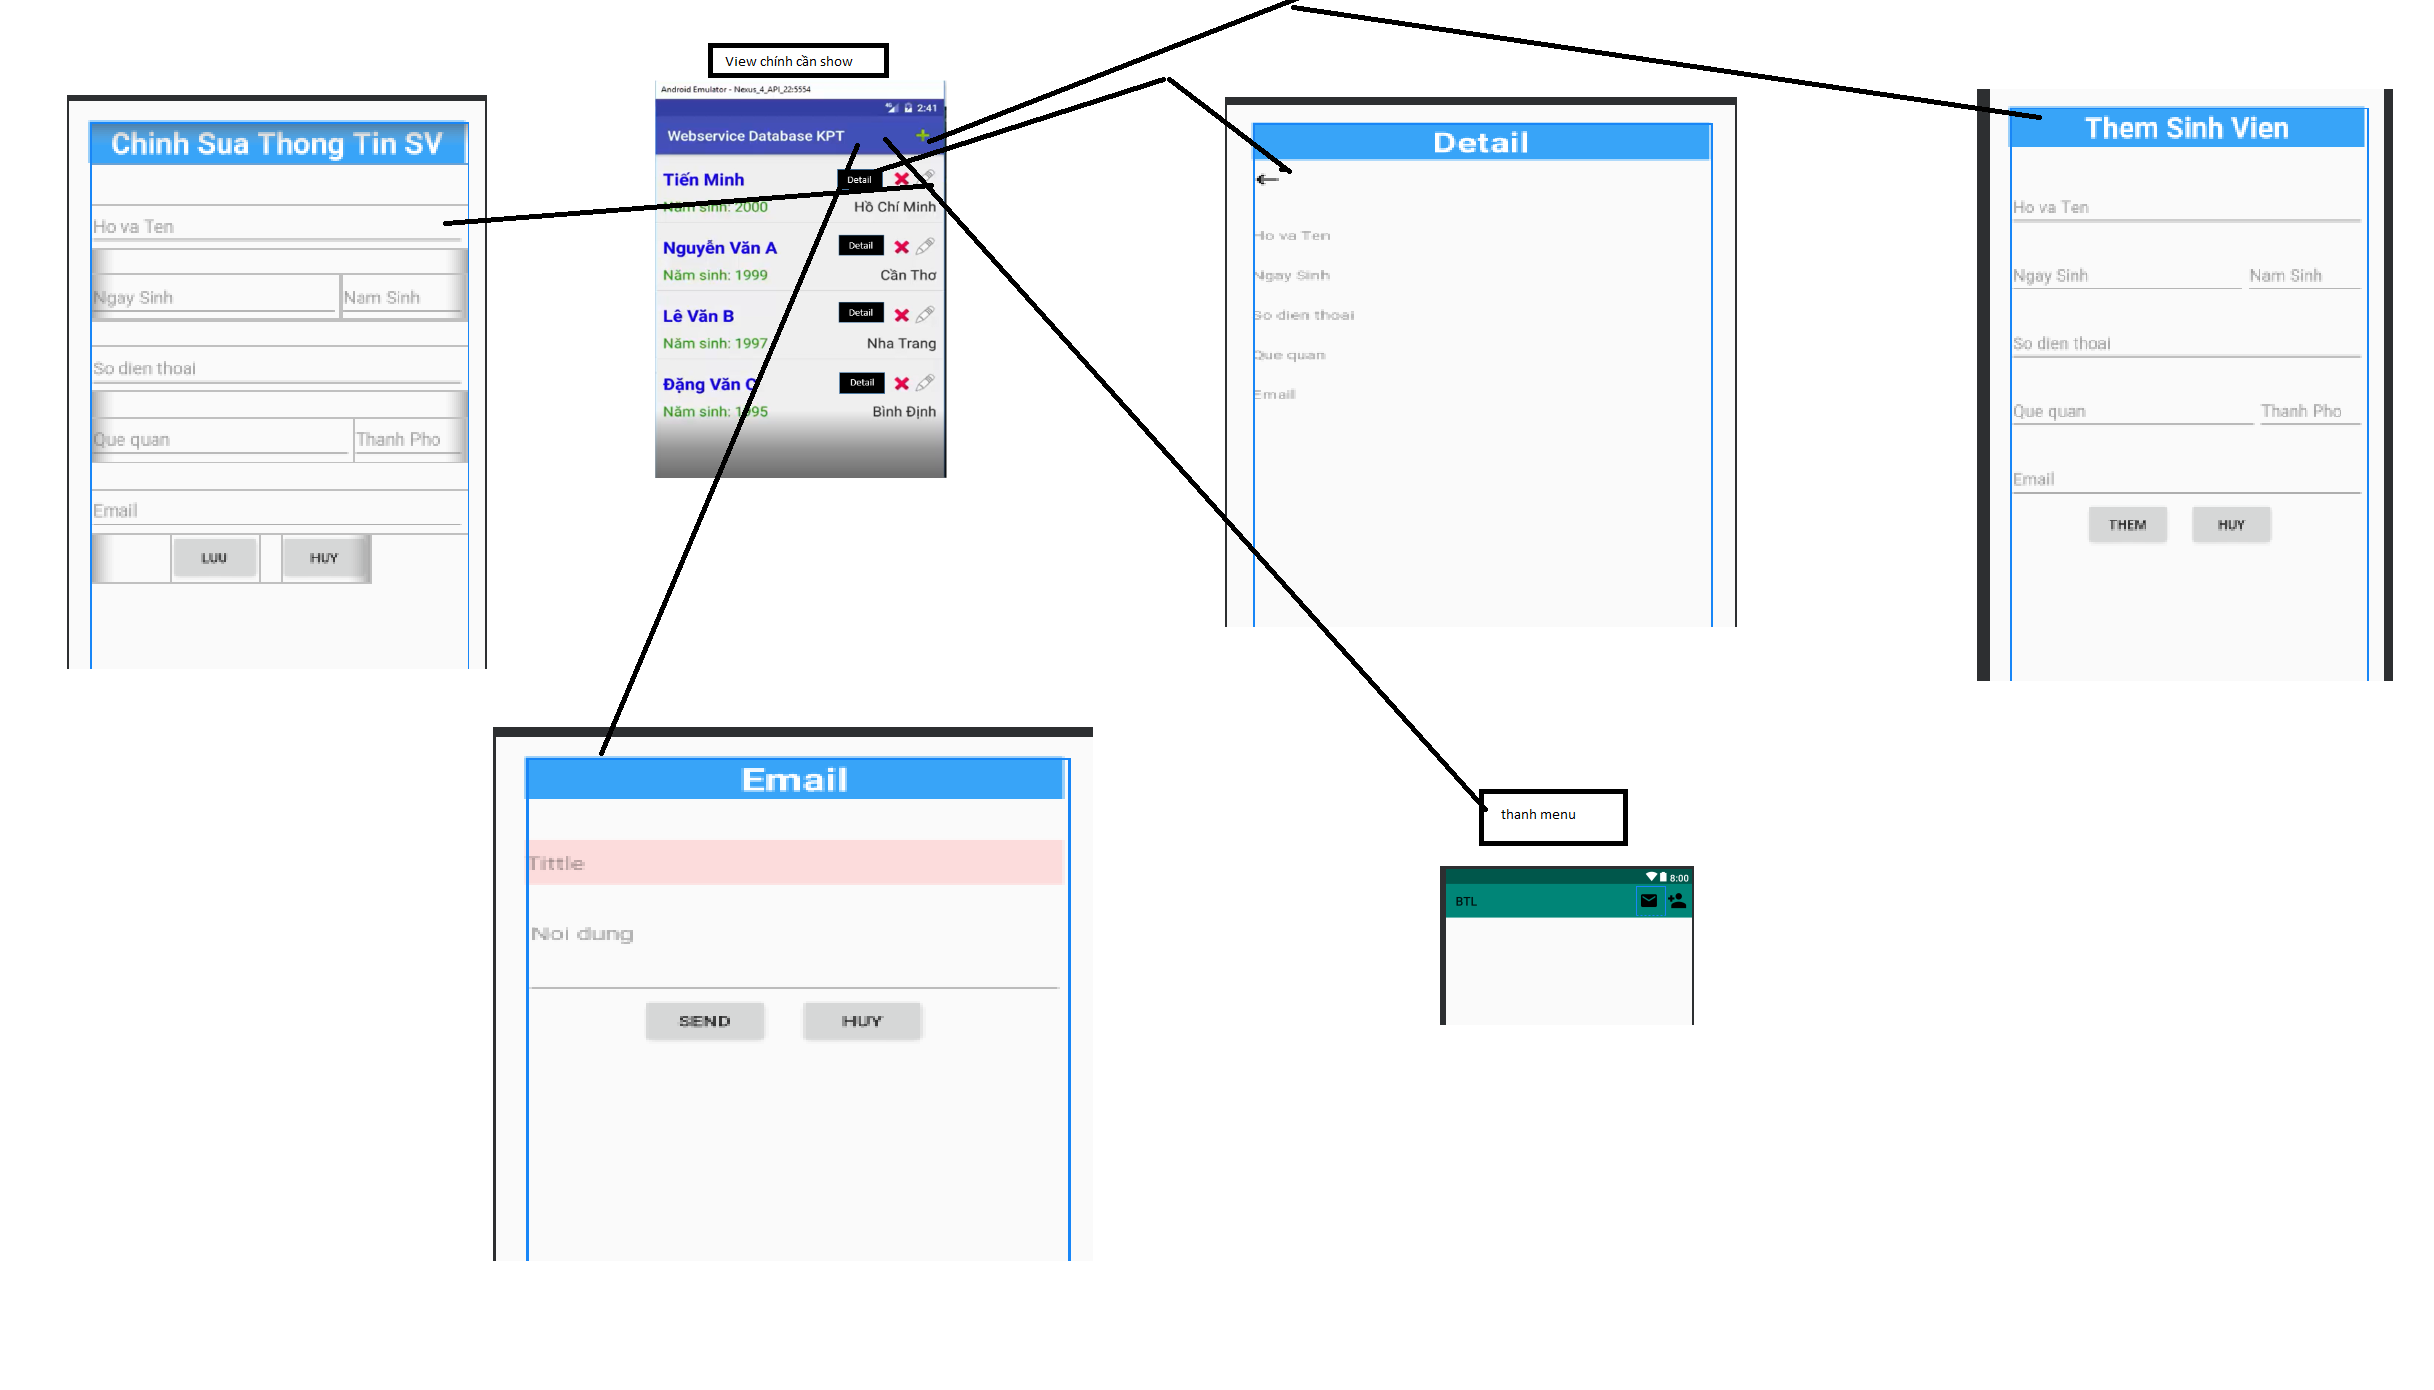 View chính cần show
Chinh Sua Thong Tin SV
Ho va Ten
Ngay Sinh Nam Sinh
So dien thoai
Que quan Thanh Pho
Email
LUU HUY
Android Emulator - Nexus_4_API_22:5554
4G 2:41
Webservice Database KPT +
Tiến Minh Detail
Năm sinh: 2000 Hồ Chí Minh
Nguyễn Văn A Detail
Năm sinh: 1999 Cần Thơ
Lê Văn B Detail
Năm sinh: 1997 Nha Trang
Đặng Văn C Detail
Năm sinh: 1995 Bình Định
Detail
Ho va Ten
Ngay Sinh
So dien thoai
Que quan
Email
Them Sinh Vien
Ho va Ten
Ngay Sinh Nam Sinh
So dien thoai
Que quan Thanh Pho
Email
THEM HUY
Email
Tittle
Noi dung
SEND HUY
thanh menu
8:00
BTL